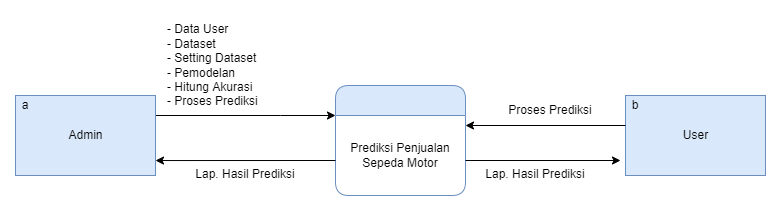 - Data User
- Dataset
- Setting Dataset
- Pemodelan
- Hitung Akurasi
- Proses Prediksi
a
Admin
Prediksi Penjualan
Sepeda Motor
Lap. Hasil Prediksi
Proses Prediksi
Lap. Hasil Prediksi
b
User